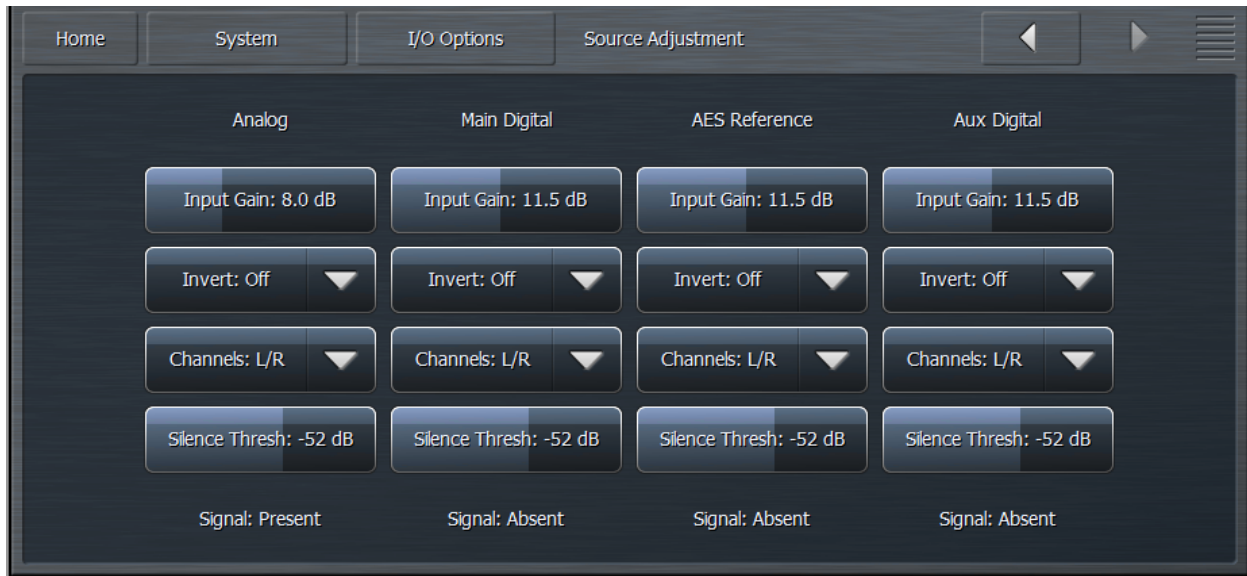 Home System I/O Options Source Adjustment
Analog Main Digital AES Reference Aux Digital
Input Gain: 8.0 dB Input Gain: 11.5 dB Input Gain: 11.5 dB Input Gain: 11.5 dB
Invert: Off Invert: Off Invert: Off Invert: Off
Channels: L/R Channels: L/R Channels: L/R Channels: L/R
Silence Thresh: -52 dB Silence Thresh: -52 dB Silence Thresh: -52 dB Silence Thresh: -52 dB
Signal: Present Signal: Absent Signal: Absent Signal: Absent